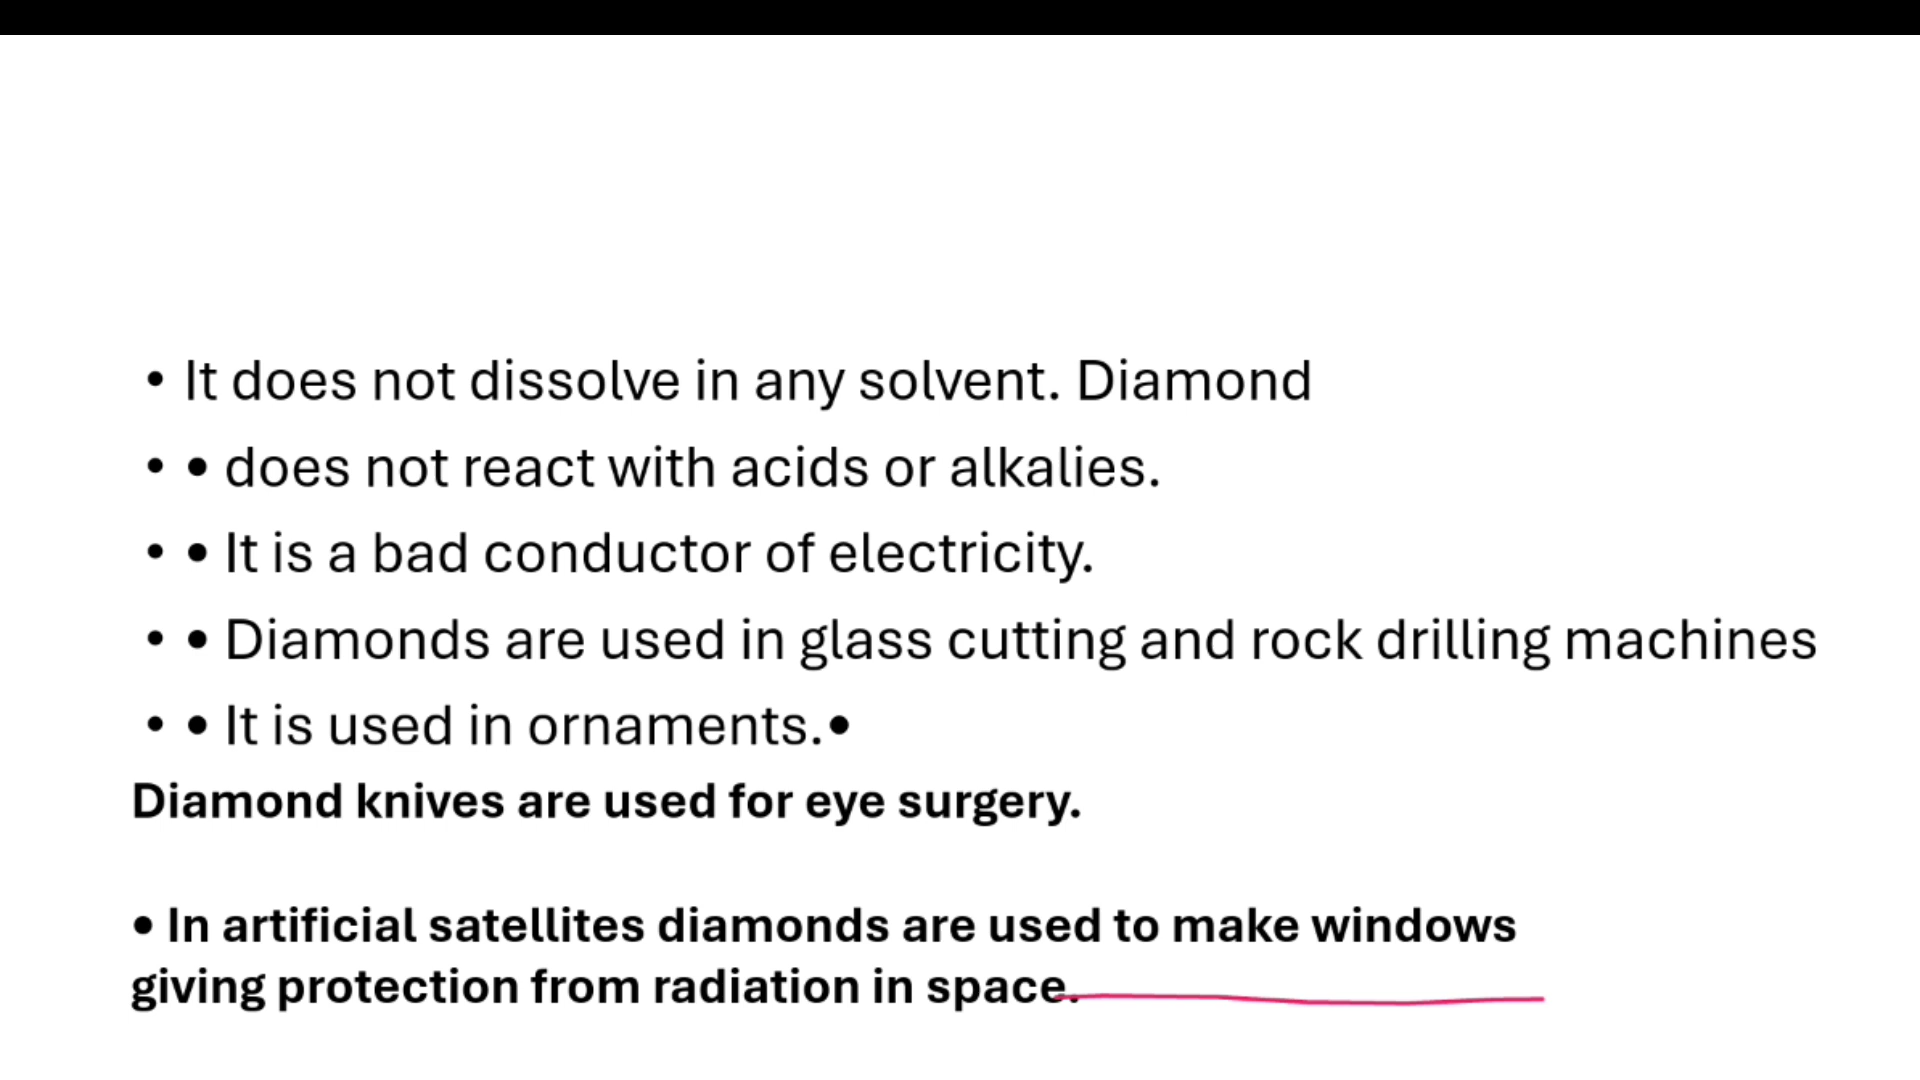 • It does not dissolve in any solvent. Diamond
• • does not react with acids or alkalies.
• • It is a bad conductor of electricity.
• • Diamonds are used in glass cutting and rock drilling machines
• • It is used in ornaments.•
Diamond knives are used for eye surgery.
• In artificial satellites diamonds are used to make windows
giving protection from radiation in space.